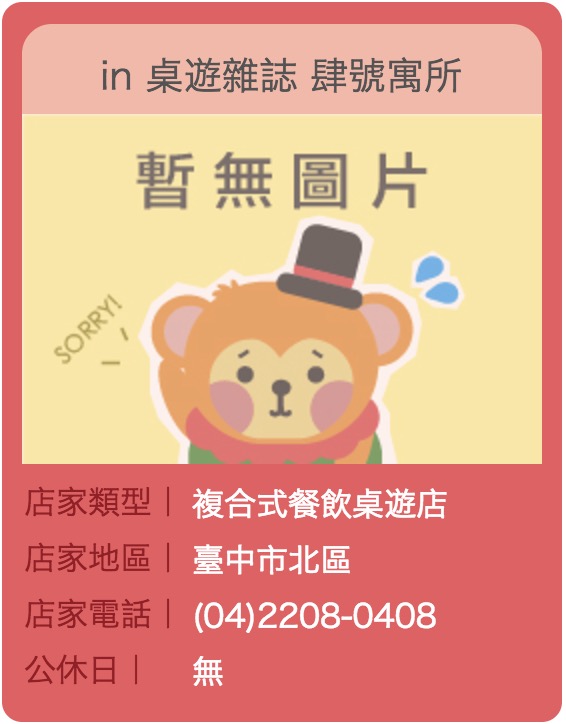 in 桌遊雜誌 肆號寓所
暫無圖片
SORRY!
店家類型｜ 複合式餐飲桌遊店
店家地區｜ 臺中市北區
店家電話｜ (04)2208-0408
公休日｜ 無